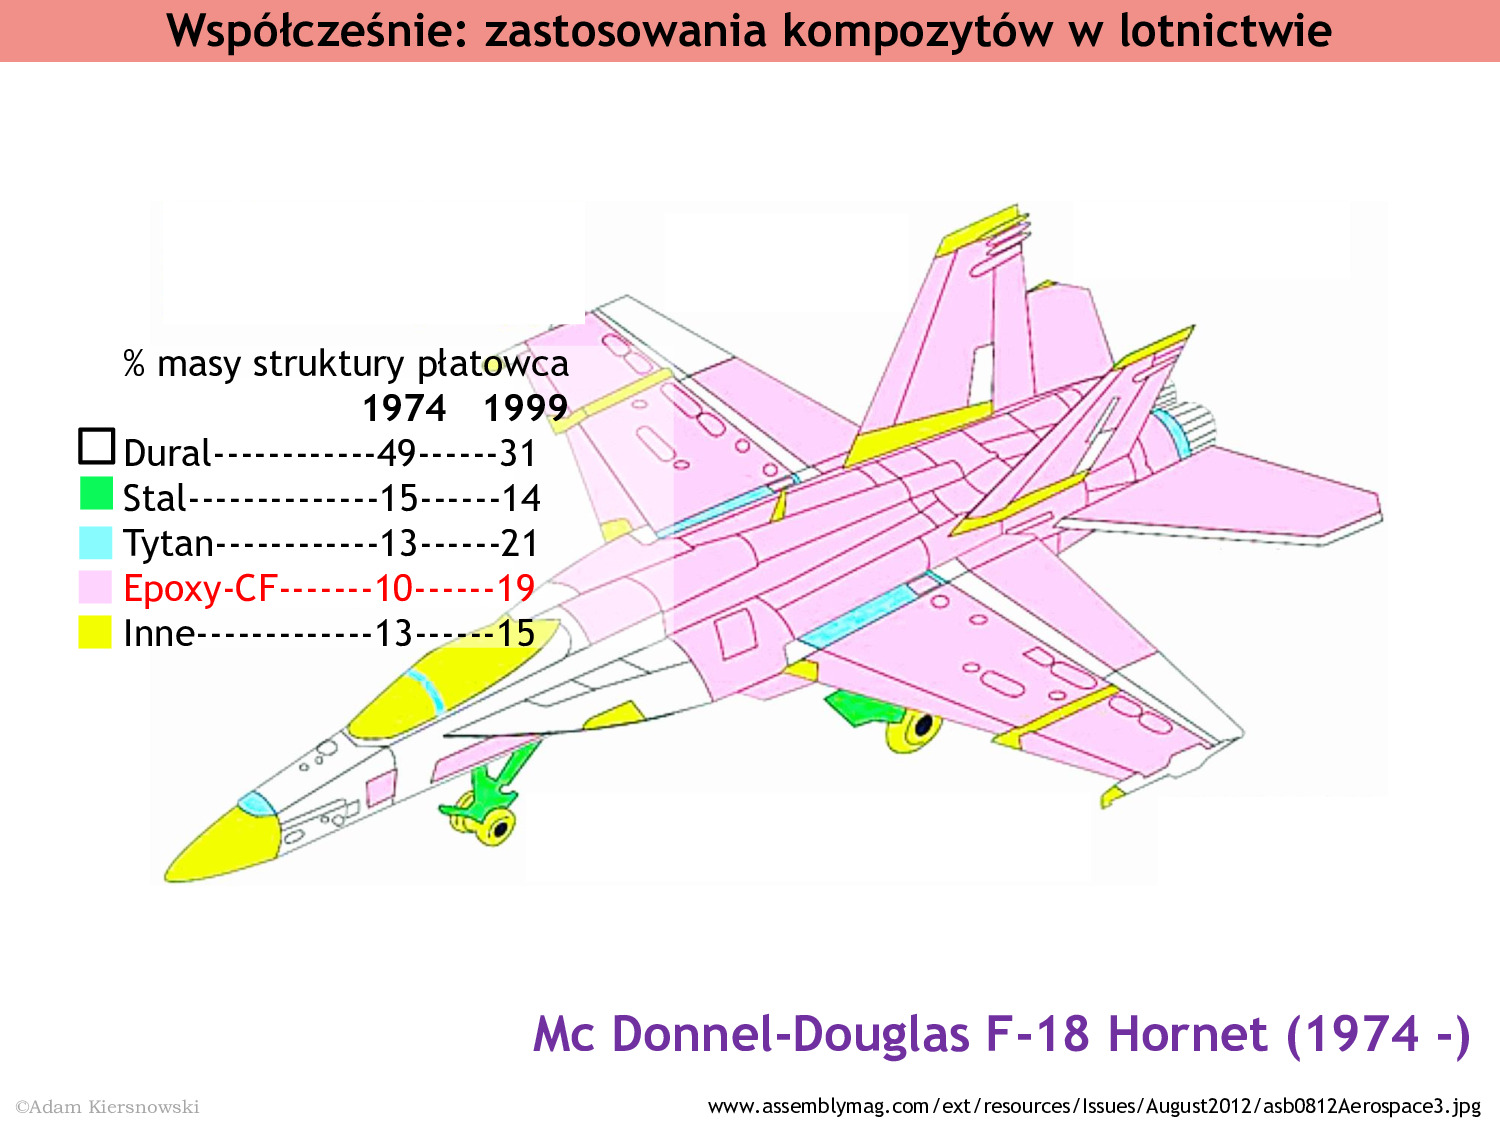 Współcześnie: zastosowania kompozytów w lotnictwie
% masy struktury płatowca
1974 1999
Dural------------49------31
Stal--------------15------14
Tytan------------13------21
Epoxy-CF-------10------19
Inne-------------13------15
Mc Donnel-Douglas F-18 Hornet (1974 -)
©Adam Kiersnowski
www.assemblymag.com/ext/resources/Issues/August2012/asb0812Aerospace3.jpg